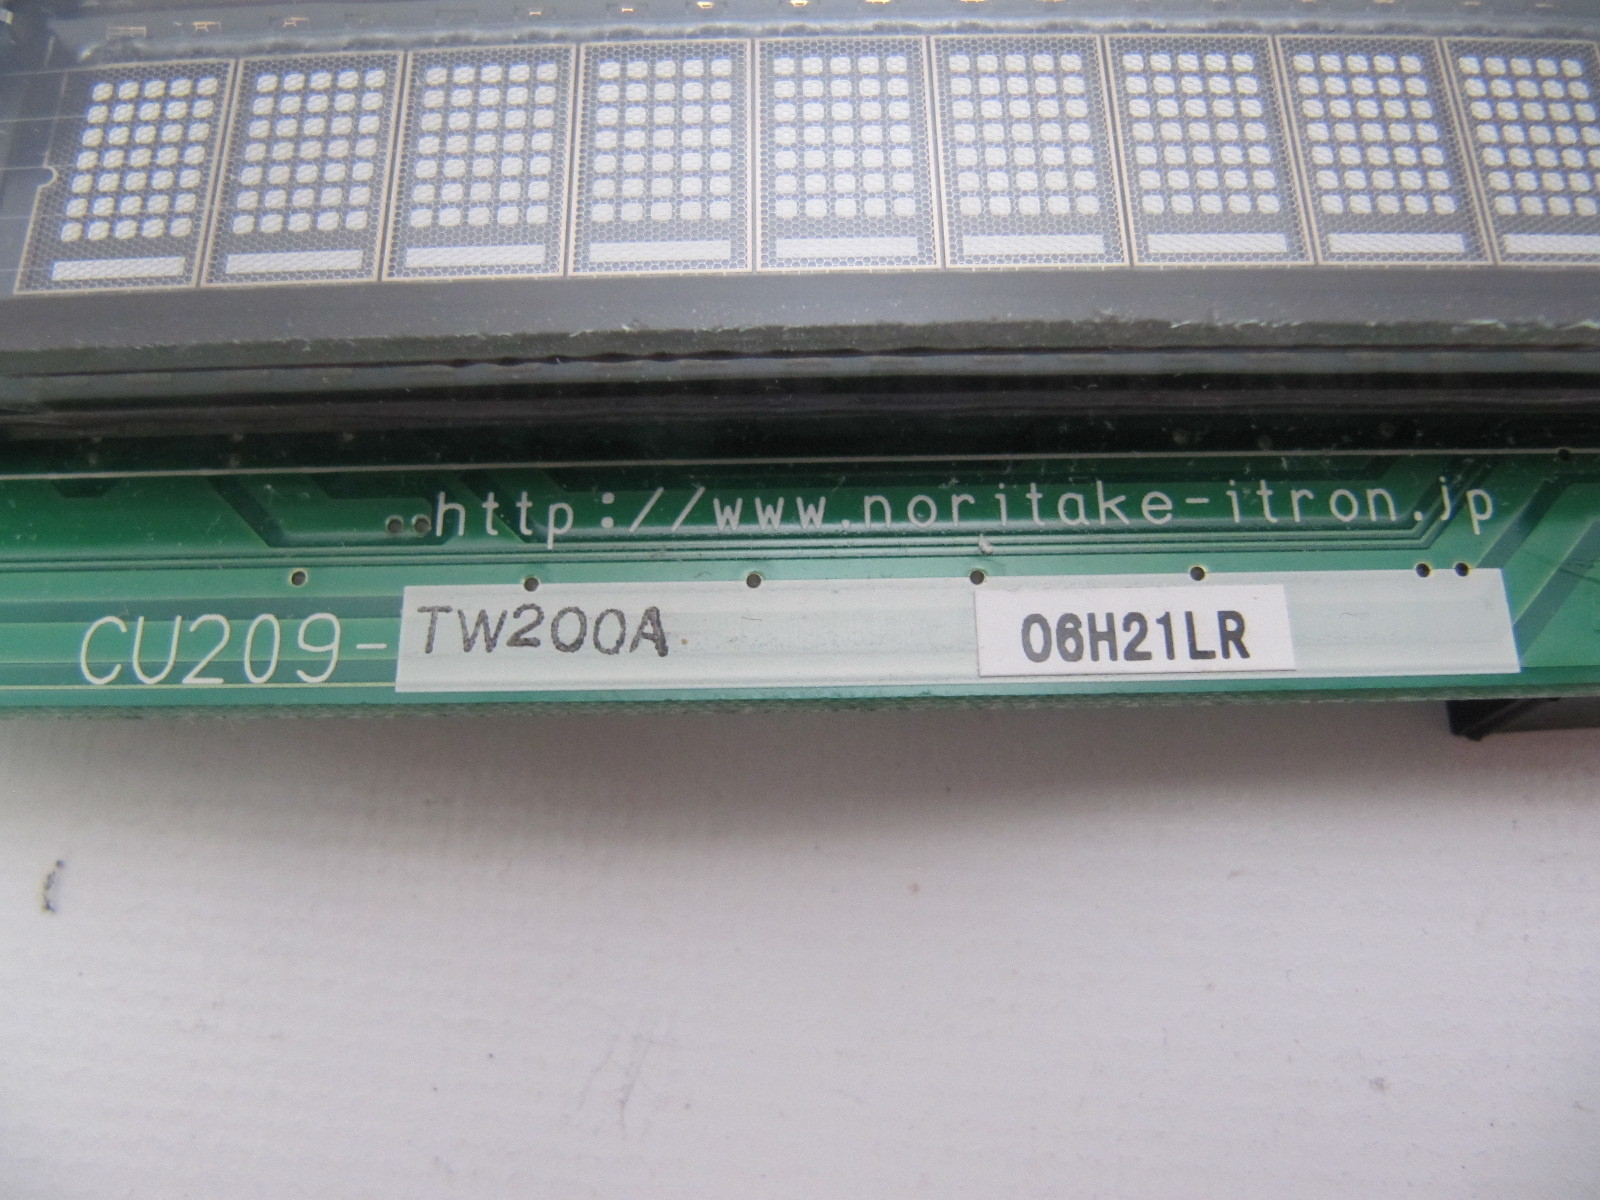 http://www.noritake-itron.jp
CU209-TW200A 06H21LR